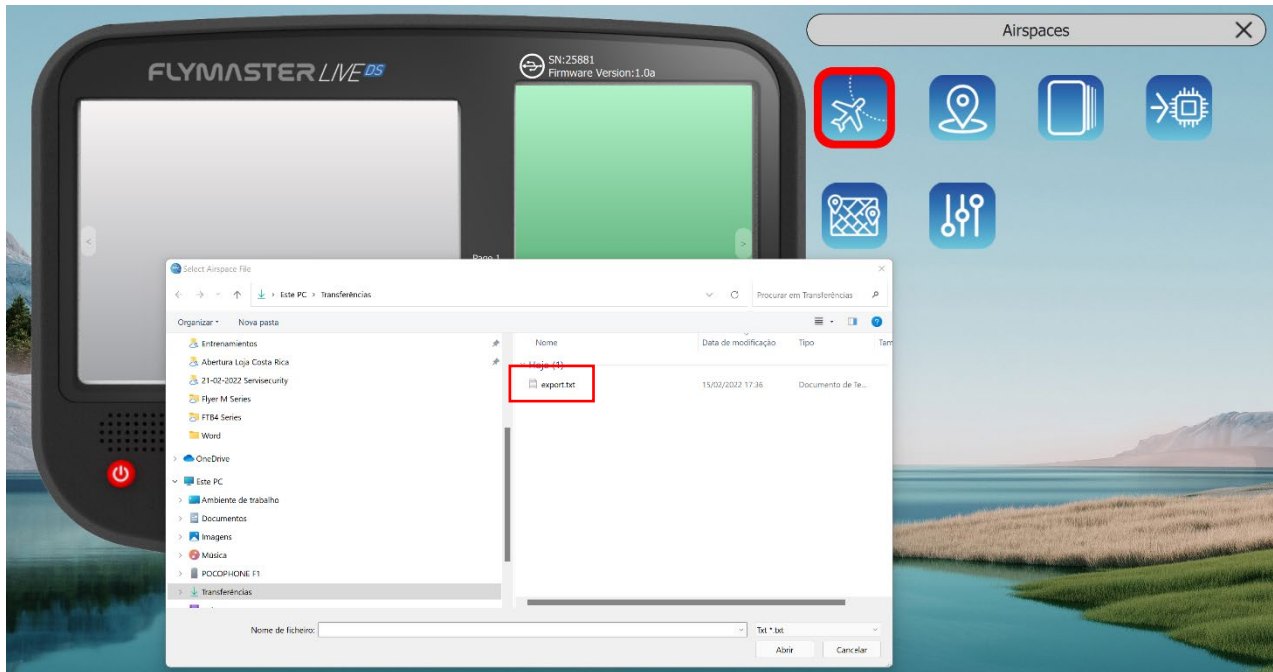 Airspaces
FLYMASTER LIVE DS
SN:25881
Firmware Version:1.0a
Page 1
Select Airspace File
Este PC > Transferências
Procurar em Transferências
Organizar
Nova pasta
Entrenamientos
Abertura Loja Costa Rica
21-02-2022 Servisecurity
Flyer M Series
FTB4 Series
Word
OneDrive
Este PC
Ambiente de trabalho
Documentos
Imagens
Música
POCOPHONE F1
Transferências
Nome
Data de modificação
Tipo
Tam
Hoje (1)
export.txt
15/02/2022 17:36
Documento de Te...
Nome de ficheiro:
Txt *.txt
Abrir
Cancelar